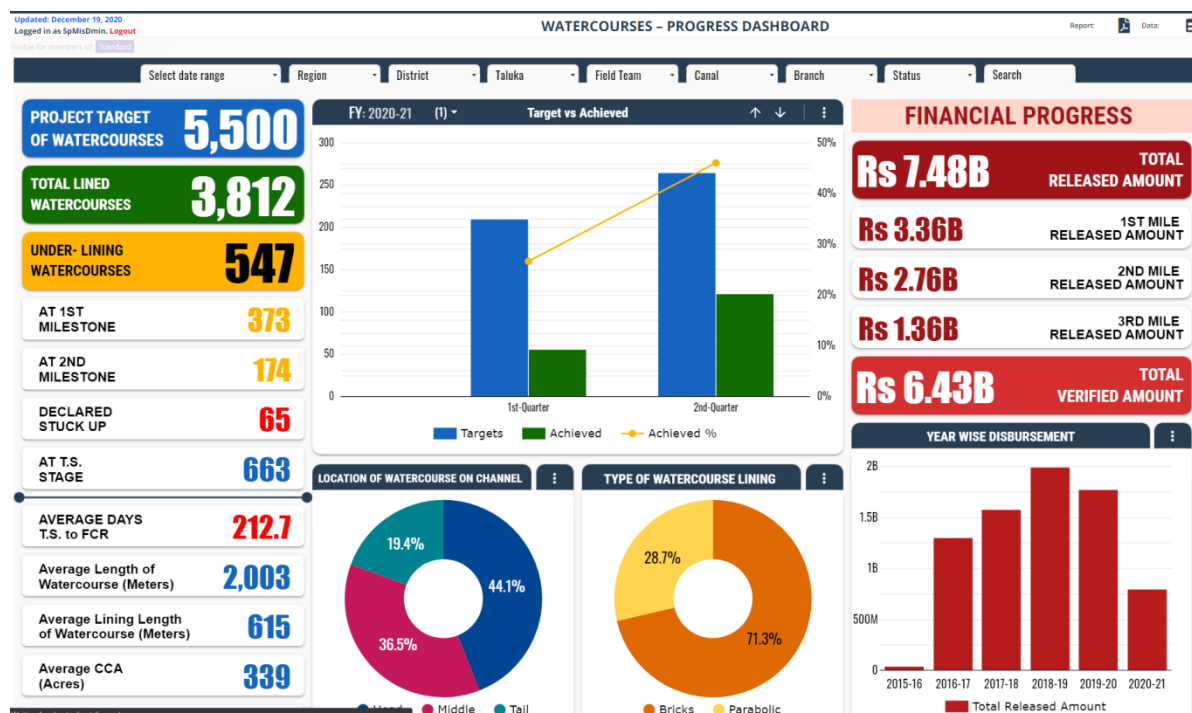 Updated: December 19, 2020
Logged in as SpMisDmin. Logout
Visible for members of: Standard
WATERCOURSES – PROGRESS DASHBOARD
Report:
Data:
Select date range
Region
District
Taluka
Field Team
Canal
Branch
Status
Search
PROJECT TARGET
OF WATERCOURSES
5,500
TOTAL LINED
WATERCOURSES
3,812
UNDER- LINING
WATERCOURSES
547
AT 1ST
MILESTONE
373
AT 2ND
MILESTONE
174
DECLARED
STUCK UP
65
AT T.S.
STAGE
663
AVERAGE DAYS
T.S. to FCR
212.7
Average Length of
Watercourse (Meters)
2,003
Average Lining Length
of Watercourse (Meters)
615
Average CCA
(Acres)
339
FY: 2020-21
(1)
Target vs Achieved
300
250
200
150
100
50
0
50%
40%
30%
20%
10%
0%
1st-Quarter
2nd-Quarter
Targets
Achieved
Achieved %
LOCATION OF WATERCOURSE ON CHANNEL
19.4%
44.1%
36.5%
Head
Middle
Tail
TYPE OF WATERCOURSE LINING
28.7%
71.3%
Bricks
Parabolic
FINANCIAL PROGRESS
Rs 7.48B
TOTAL
RELEASED AMOUNT
Rs 3.36B
1ST MILE
RELEASED AMOUNT
Rs 2.76B
2ND MILE
RELEASED AMOUNT
Rs 1.36B
3RD MILE
RELEASED AMOUNT
Rs 6.43B
TOTAL
VERIFIED AMOUNT
YEAR WISE DISBURSEMENT
2B
1.5B
1B
500M
0
2015-16
2016-17
2017-18
2018-19
2019-20
2020-21
Total Released Amount